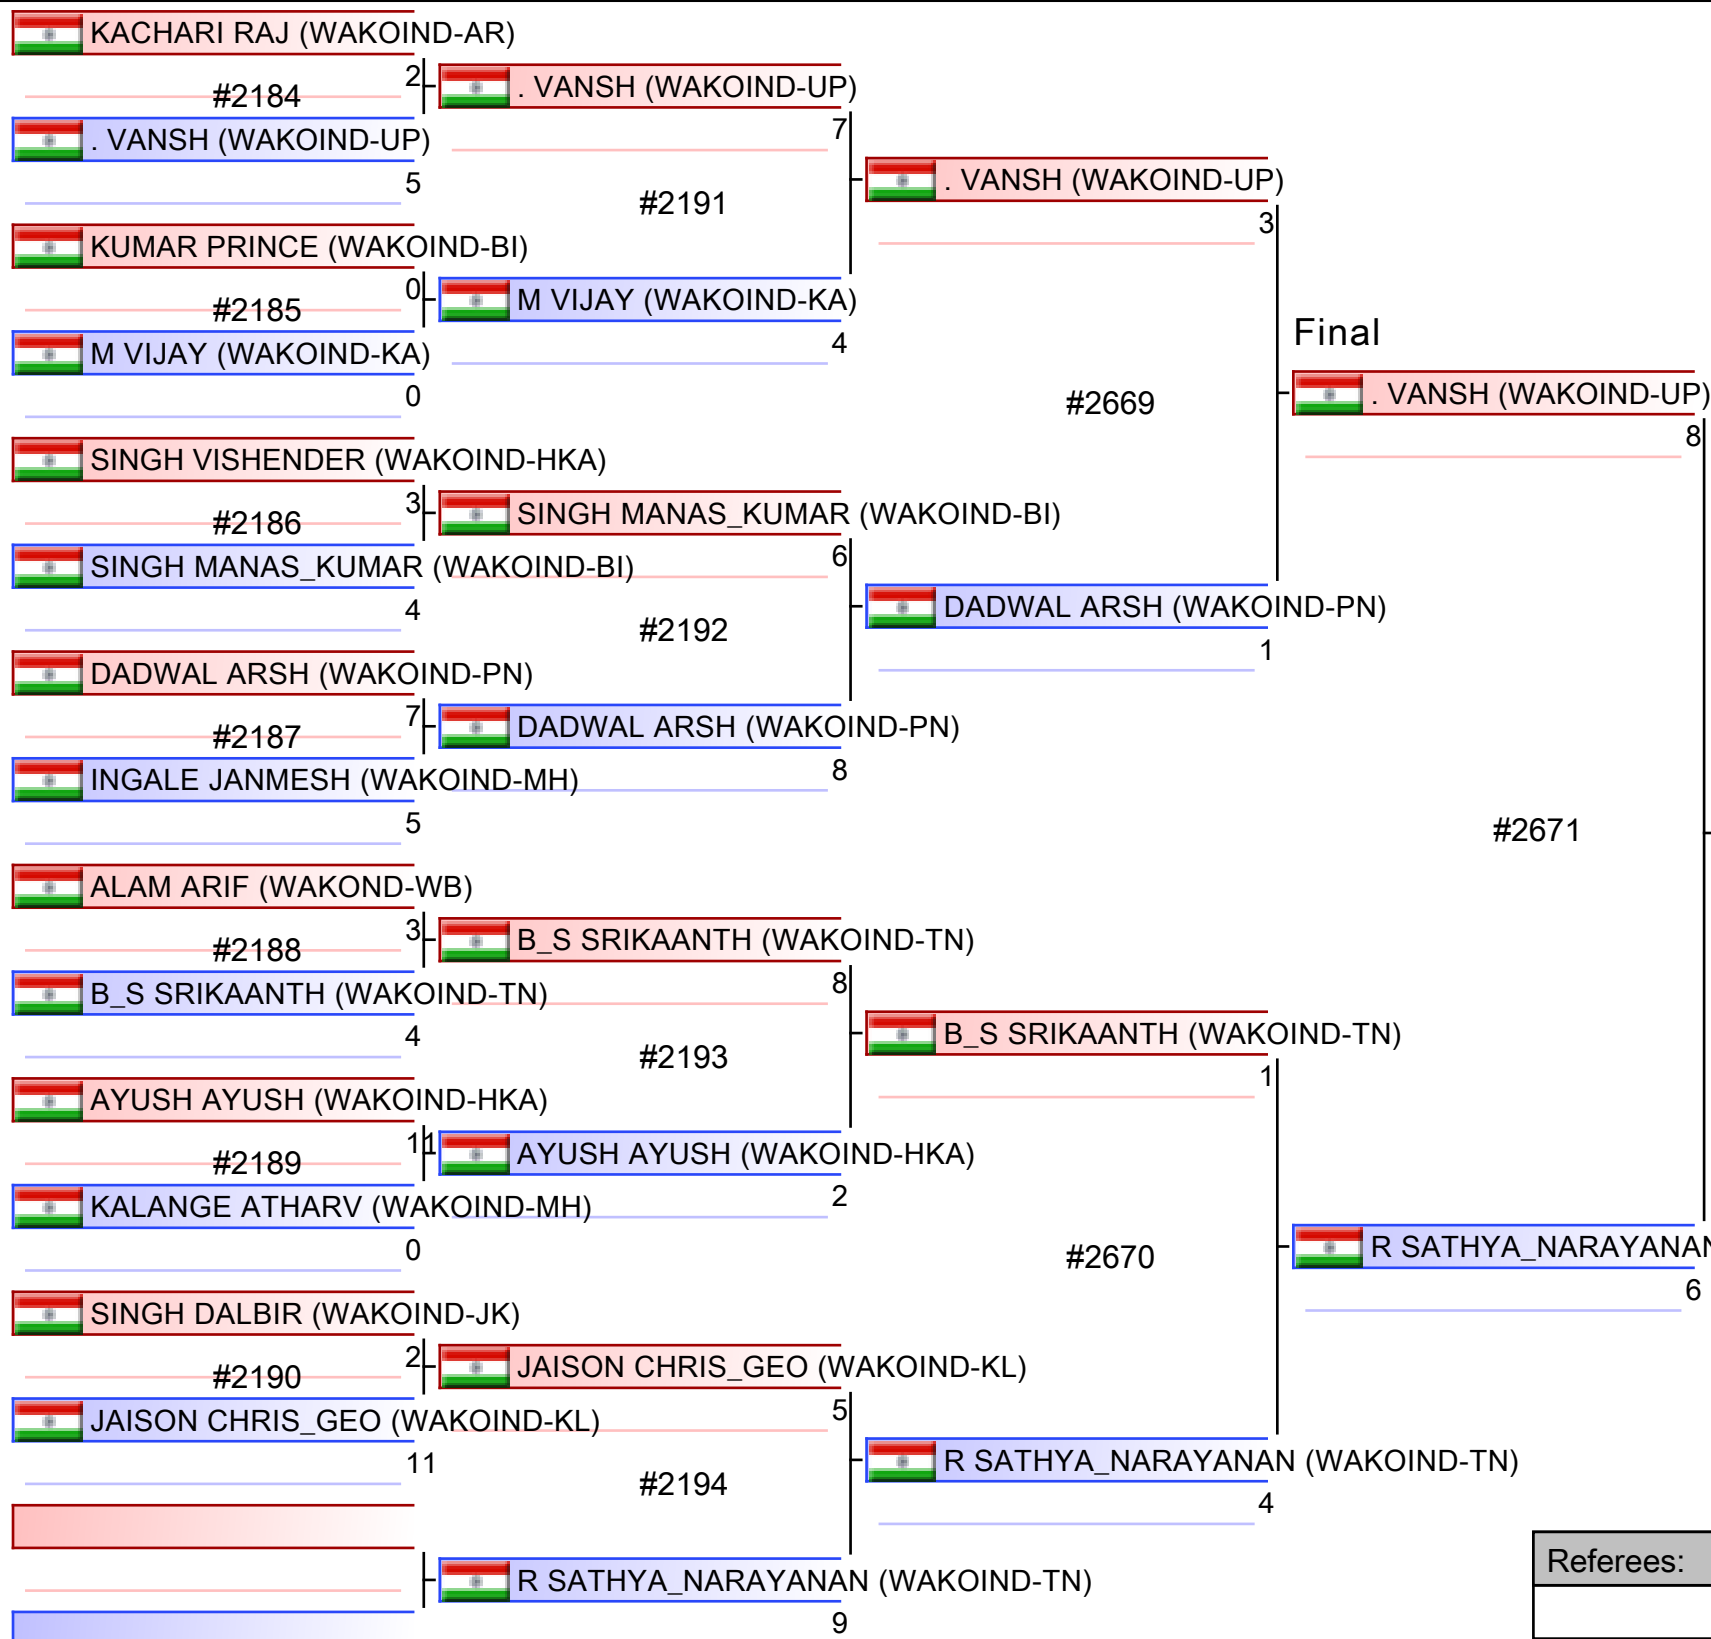 KACHARI RAJ (WAKOIND-AR)
2
#2184
. VANSH (WAKOIND-UP)
5
KUMAR PRINCE (WAKOIND-BI)
0
#2185
M VIJAY (WAKOIND-KA)
0
SINGH VISHENDER (WAKOIND-HKA)
3
#2186
SINGH MANAS_KUMAR (WAKOIND-BI)
4
DADWAL ARSH (WAKOIND-PN)
7
#2187
INGALE JANMESH (WAKOIND-MH)
5
ALAM ARIF (WAKOND-WB)
3
#2188
B_S SRIKAANTH (WAKOIND-TN)
4
AYUSH AYUSH (WAKOIND-HKA)
11
#2189
KALANGE ATHARV (WAKOIND-MH)
0
SINGH DALBIR (WAKOIND-JK)
2
#2190
JAISON CHRIS_GEO (WAKOIND-KL)
11
. VANSH (WAKOIND-UP)
7
#2191
M VIJAY (WAKOIND-KA)
4
SINGH MANAS_KUMAR (WAKOIND-BI)
6
#2192
DADWAL ARSH (WAKOIND-PN)
8
B_S SRIKAANTH (WAKOIND-TN)
8
#2193
AYUSH AYUSH (WAKOIND-HKA)
2
JAISON CHRIS_GEO (WAKOIND-KL)
5
#2194
R SATHYA_NARAYANAN (WAKOIND-TN)
9
. VANSH (WAKOIND-UP)
3
#2669
DADWAL ARSH (WAKOIND-PN)
1
B_S SRIKAANTH (WAKOIND-TN)
1
#2670
R SATHYA_NARAYANAN (WAKOIND-TN)
4
Final
. VANSH (WAKOIND-UP)
8
#2671
R SATHYA_NARAYANAN
6
Referees: